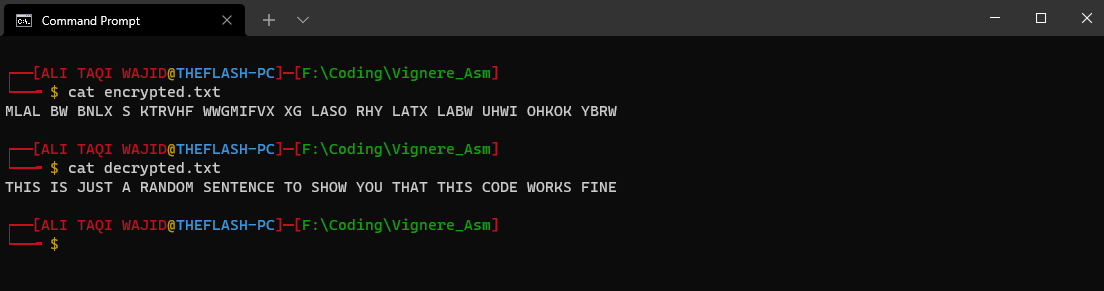 Command Prompt
[ALI TAQI WAJID@THEFLASH-PC]-[F:\Coding\Vignere_Asm]
$ cat encrypted.txt
MLAL BW BNLX S KTRVHF WWGMIFVX XG LASO RHY LATX LABW UHWI OHKOK YBRW
[ALI TAQI WAJID@THEFLASH-PC]-[F:\Coding\Vignere_Asm]
$ cat decrypted.txt
THIS IS JUST A RANDOM SENTENCE TO SHOW YOU THAT THIS CODE WORKS FINE
[ALI TAQI WAJID@THEFLASH-PC]-[F:\Coding\Vignere_Asm]
$